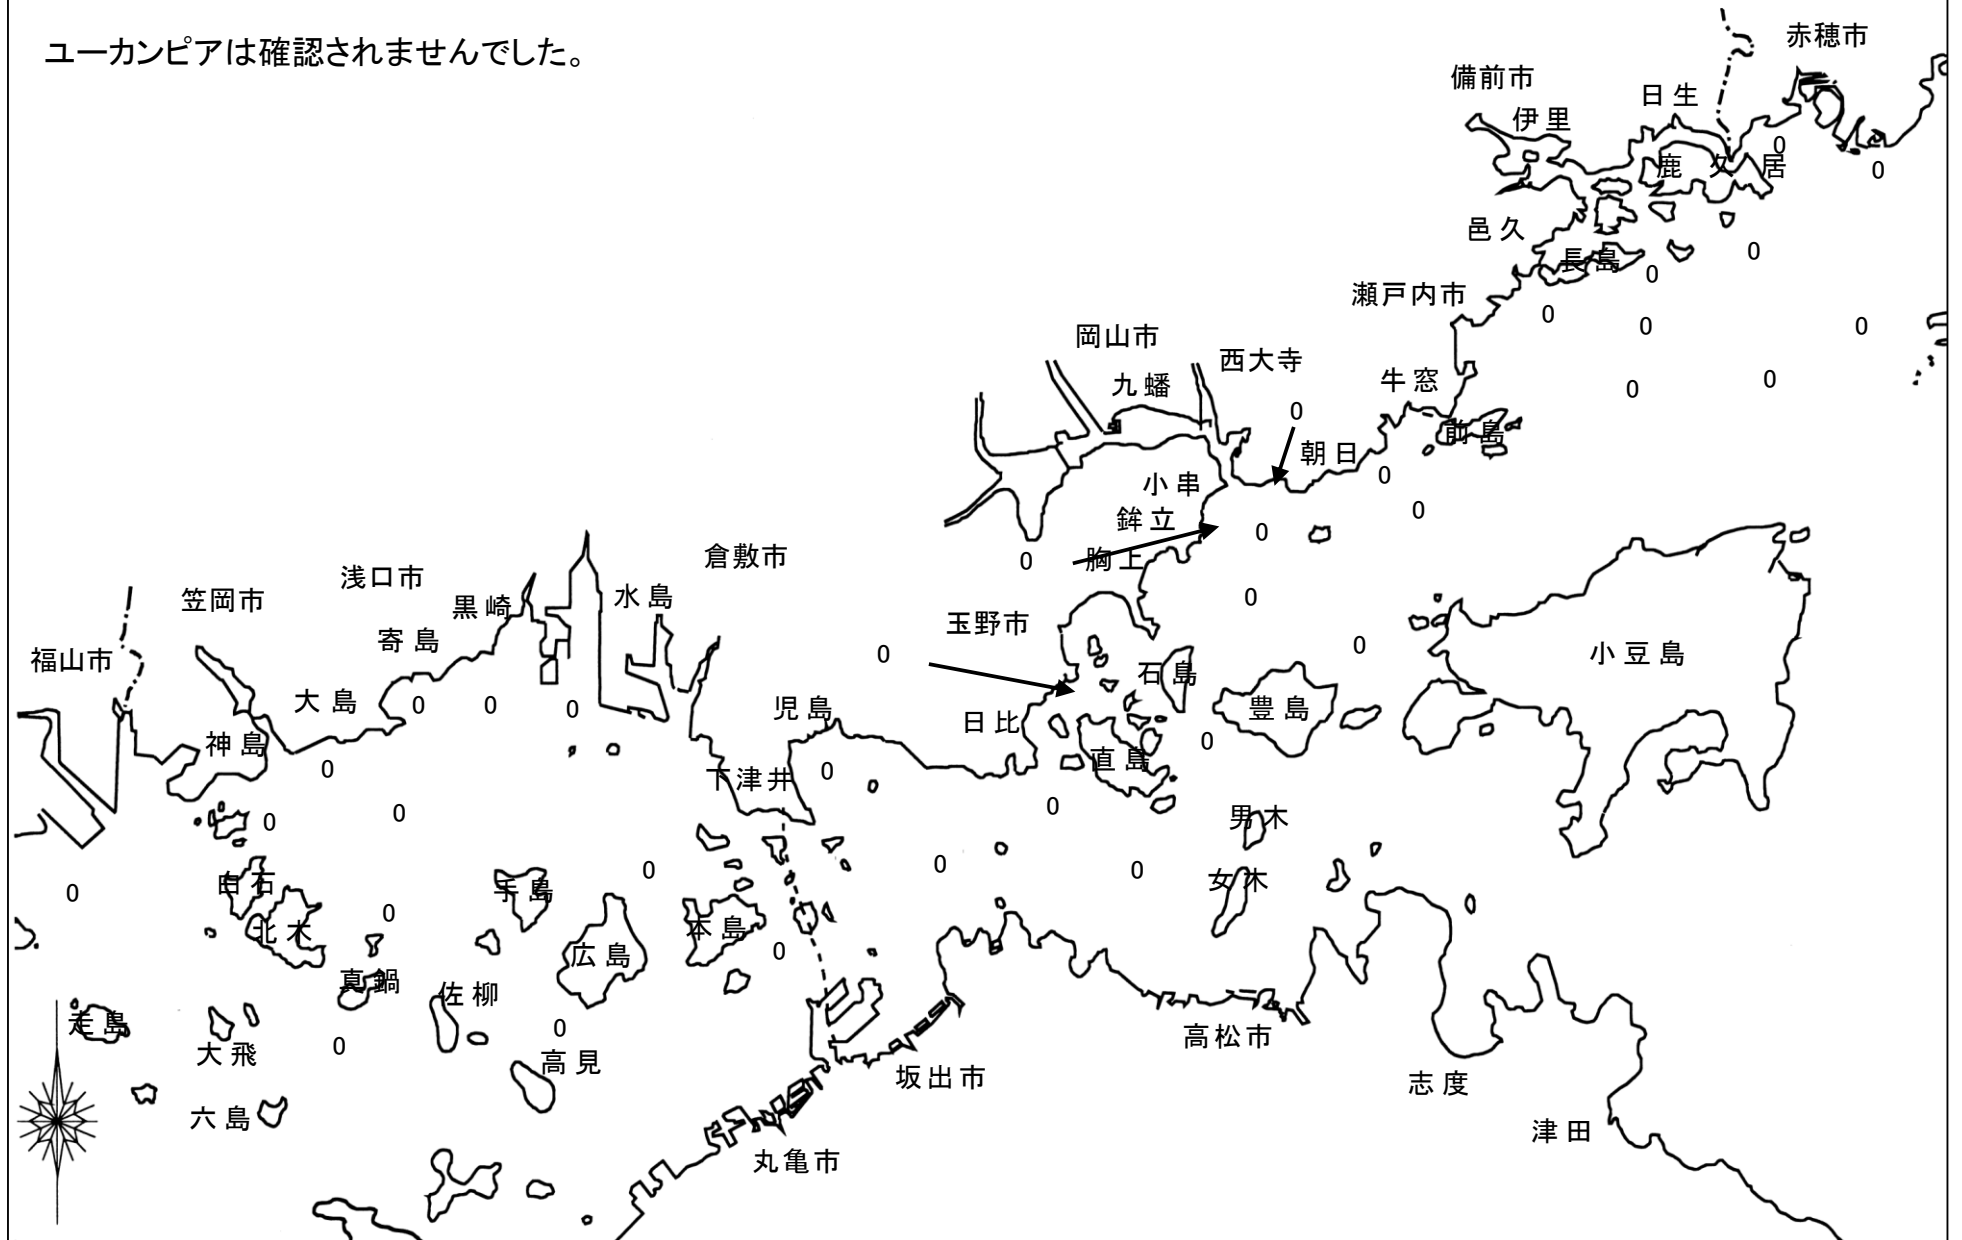 ユーカンピアは確認されませんでした。
赤穂市
備前市
日生
伊里
0
0
鹿久居
邑久
0
長島
0
瀬戸内市
0
0
0
岡山市
西大寺
九蟠
牛窓
0
0
0
前島
朝日
0
小串
0
鉾立
0
0
胸上
倉敷市
浅口市
水島
笠岡市
黒崎
0
玉野市
寄島
0
小豆島
0
福山市
石島
大島
0
0
0
児島
日比
豊島
神島
0
直島
0
0
下津井
0
0
0
男木
0
白石
0
0
0
女木
0
手島
0
北木
本島
0
広島
真鍋
佐柳
走島
0
高松市
0
大飛
高見
坂出市
志度
六島
津田
丸亀市